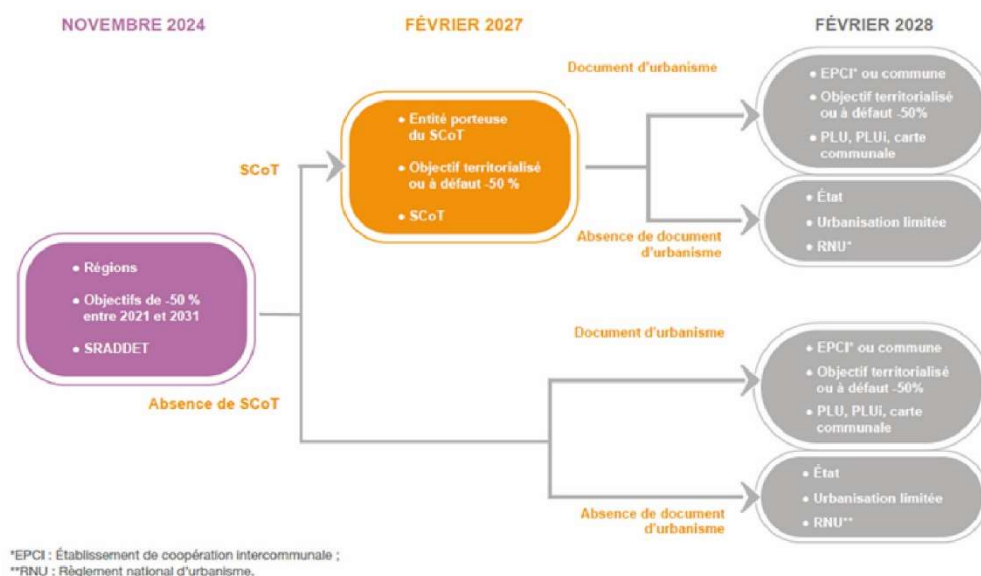 NOVEMBRE 2024
FÉVRIER 2027
FÉVRIER 2028
SCoT
Absence de SCoT
• Régions
• Objectifs de -50 %
entre 2021 et 2031
• SRADDET
• Entité porteuse
du SCoT
• Objectif territorialisé
ou à défaut -50 %
• SCoT
Document d'urbanisme
• EPCI* ou commune
• Objectif territorialisé
ou à défaut -50%
• PLU, PLUi, carte
communale
Absence de document
d'urbanisme
• État
• Urbanisation limitée
• RNU*
Document d'urbanisme
• EPCI* ou commune
• Objectif territorialisé
ou à défaut -50%
• PLU, PLUi, carte
communale
Absence de document
d'urbanisme
• État
• Urbanisation limitée
• RNU**
*EPCI : Établissement de coopération intercommunale ;
**RNU : Règlement national d'urbanisme.